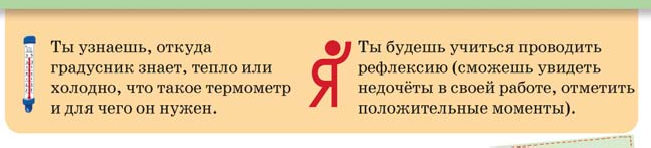 Ты узнаешь, откуда
градусник знает, тепло или
холодно, что такое термометр
и для чего он нужен.
Я
Ты будешь учиться проводить
рефлексию (сможешь увидеть
недочёты в своей работе, отметить
положительные моменты).